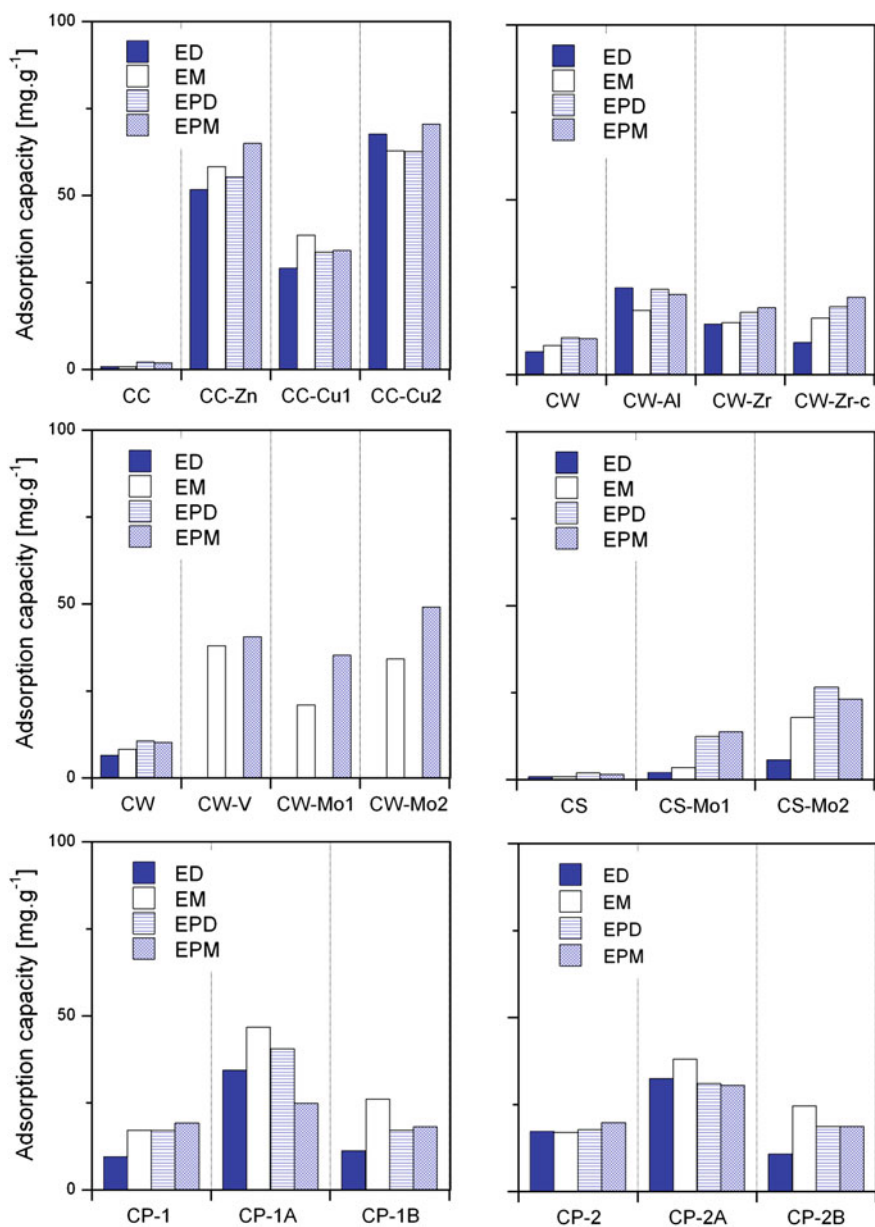 Adsorption capacity [mg.g⁻¹]
100
50
0
ED
EM
EPD
EPM
CC CC-Zn CC-Cu1 CC-Cu2
ED
EM
EPD
EPM
CW CW-Al CW-Zr CW-Zr-c
Adsorption capacity [mg.g⁻¹]
100
50
0
ED
EM
EPD
EPM
CW CW-V CW-Mo1 CW-Mo2
ED
EM
EPD
EPM
CS CS-Mo1 CS-Mo2
Adsorption capacity [mg.g⁻¹]
100
50
0
ED
EM
EPD
EPM
CP-1 CP-1A CP-1B
ED
EM
EPD
EPM
CP-2 CP-2A CP-2B